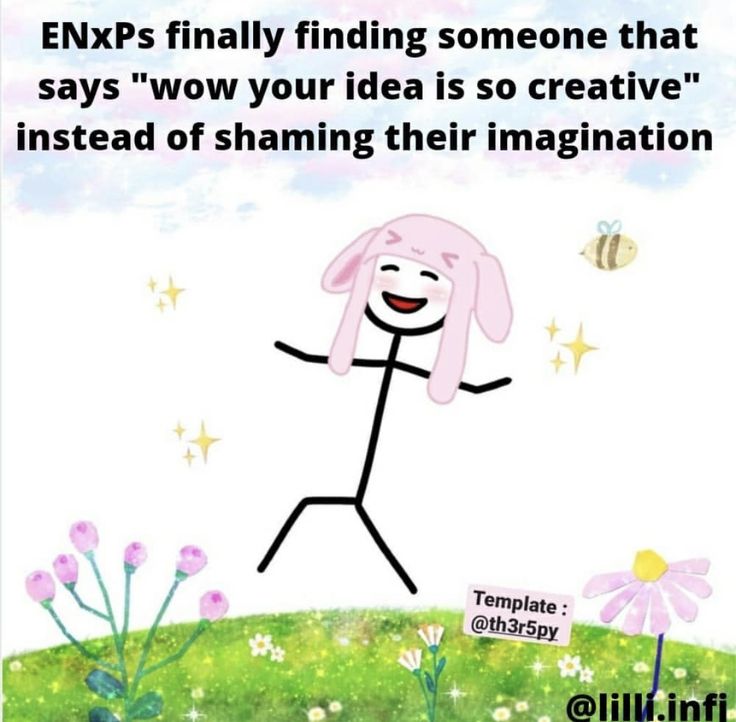 ENxPs finally finding someone that
says "wow your idea is so creative"
instead of shaming their imagination
Template :
@th3r5py
@lilli.infj